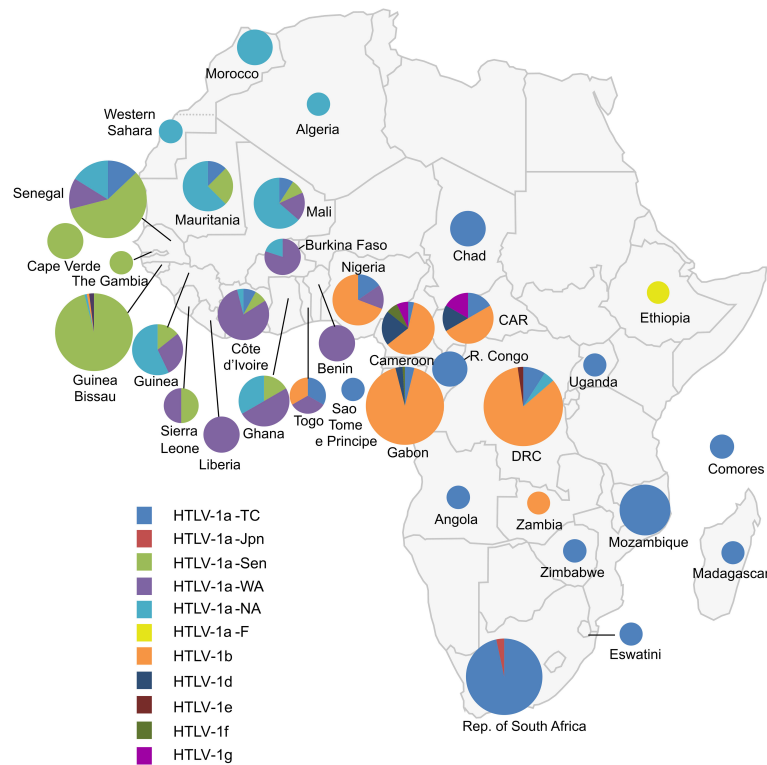 Morocco
Western
Sahara
Algeria
Senegal
Mauritania
Mali
Cape Verde
The Gambia
Burkina Faso
Chad
Nigeria
Ethiopia
Guinea
Bissau
Guinea
Côte
d’Ivoire
Benin
Cameroon
CAR
R. Congo
Uganda
Sierra
Leone
Liberia
Ghana
Togo
Sao
Tome
e Principe
Gabon
DRC
Comores
Angola
Zambia
Mozambique
Zimbabwe
Madagascar
Eswatini
Rep. of South Africa
HTLV-1a-TC
HTLV-1a-Jpn
HTLV-1a-Sen
HTLV-1a-WA
HTLV-1a-NA
HTLV-1a-F
HTLV-1b
HTLV-1d
HTLV-1e
HTLV-1f
HTLV-1g